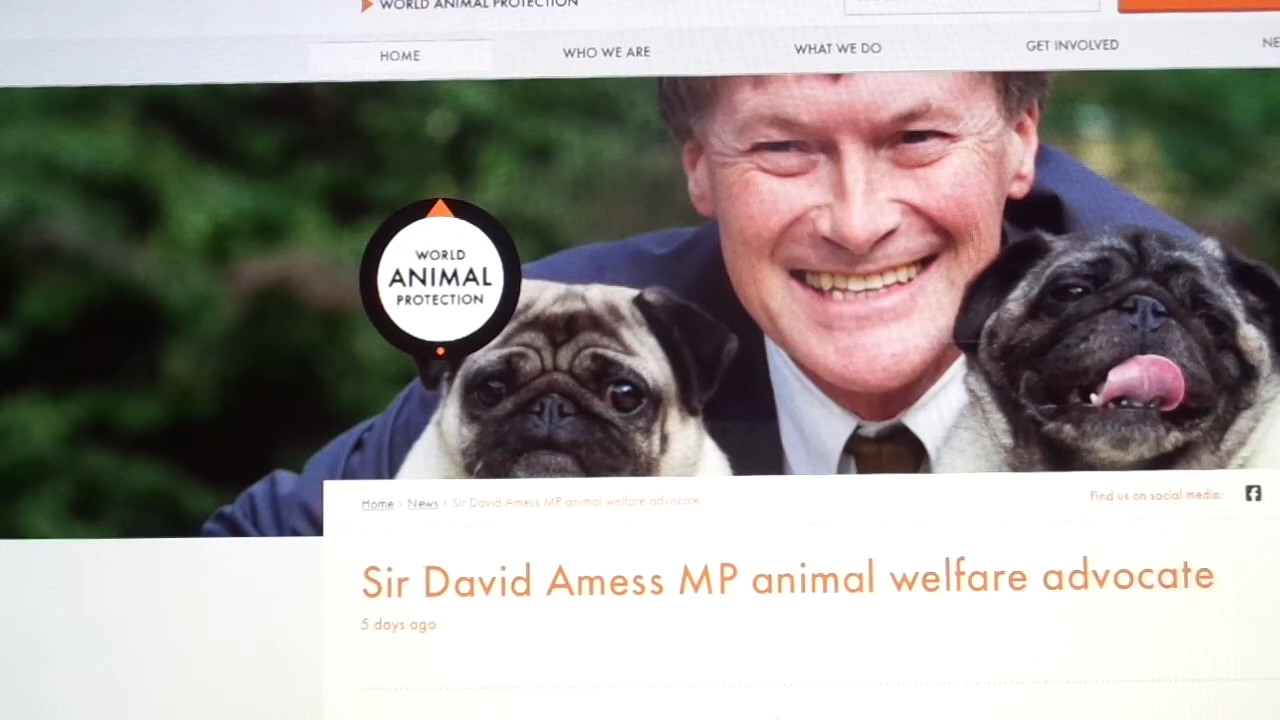 WORLD ANIMAL PROTECTION
HOME
WHO WE ARE
WHAT WE DO
GET INVOLVED
NE
WORLD
ANIMAL
PROTECTION
Home › News › Sir David Amess MP animal welfare advocate
Find us on social media:
Sir David Amess MP animal welfare advocate
5 days ago